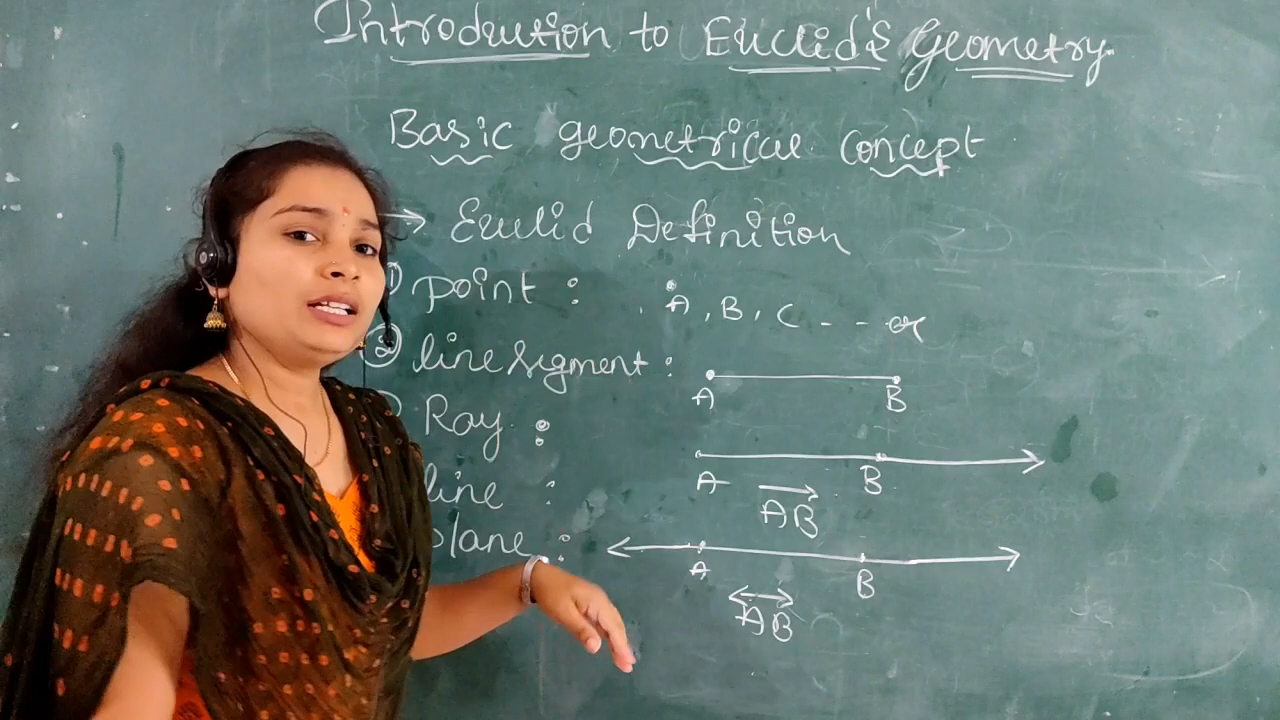 Introduction to Euclid's Geometry.
Basic geometrical concept
→ Euclid Definition
① point : . A, B, C - - or
② line segment :
A B
Ray :
A B
AB
line :
plane :
A B
AB